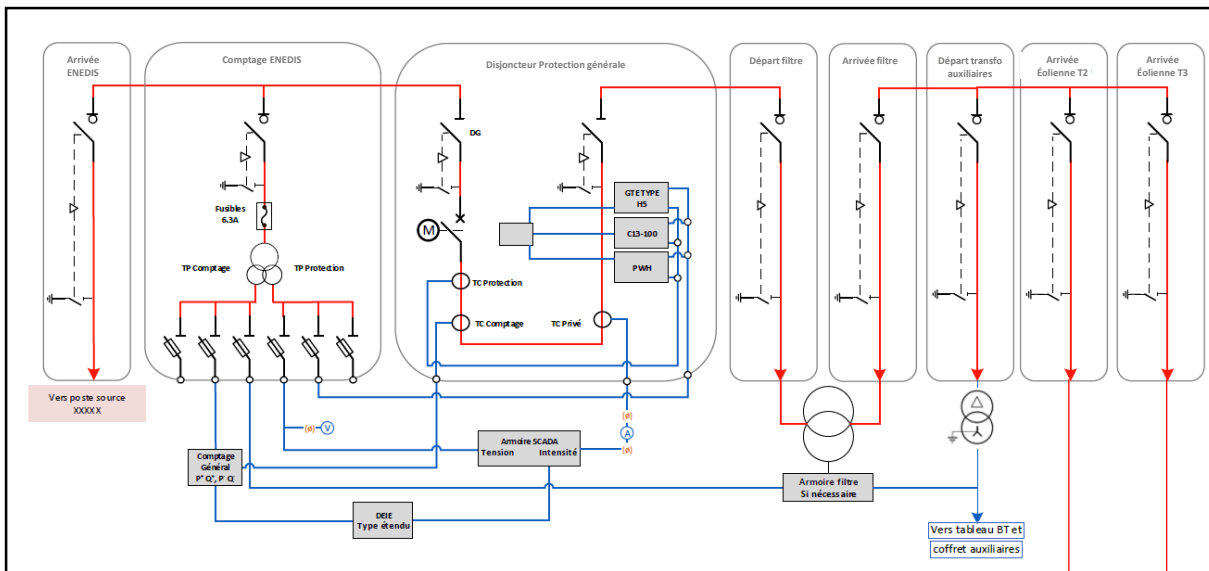 Arrivée
ENEDIS
Comptage ENEDIS
Disjoncteur Protection générale
Départ filtre
Arrivée filtre
Départ transfo
auxiliaires
Arrivée
Éolienne T2
Arrivée
Éolienne T3
DG
Fusibles
6.3A
GTE TYPE
H5
C13-100
PWH
M
TP Comptage
TP Protection
TC Protection
TC Comptage
TC Privé
Vers poste source
XXXXX
(ø) V
(ø)
A
(ø)
Comptage
Général
P⁺ Q⁺, P⁻ Q⁻
Armoire SCADA
Tension Intensité
DEIE
Type étendu
Armoire filtre
Si nécessaire
Vers tableau BT et
coffret auxiliaires